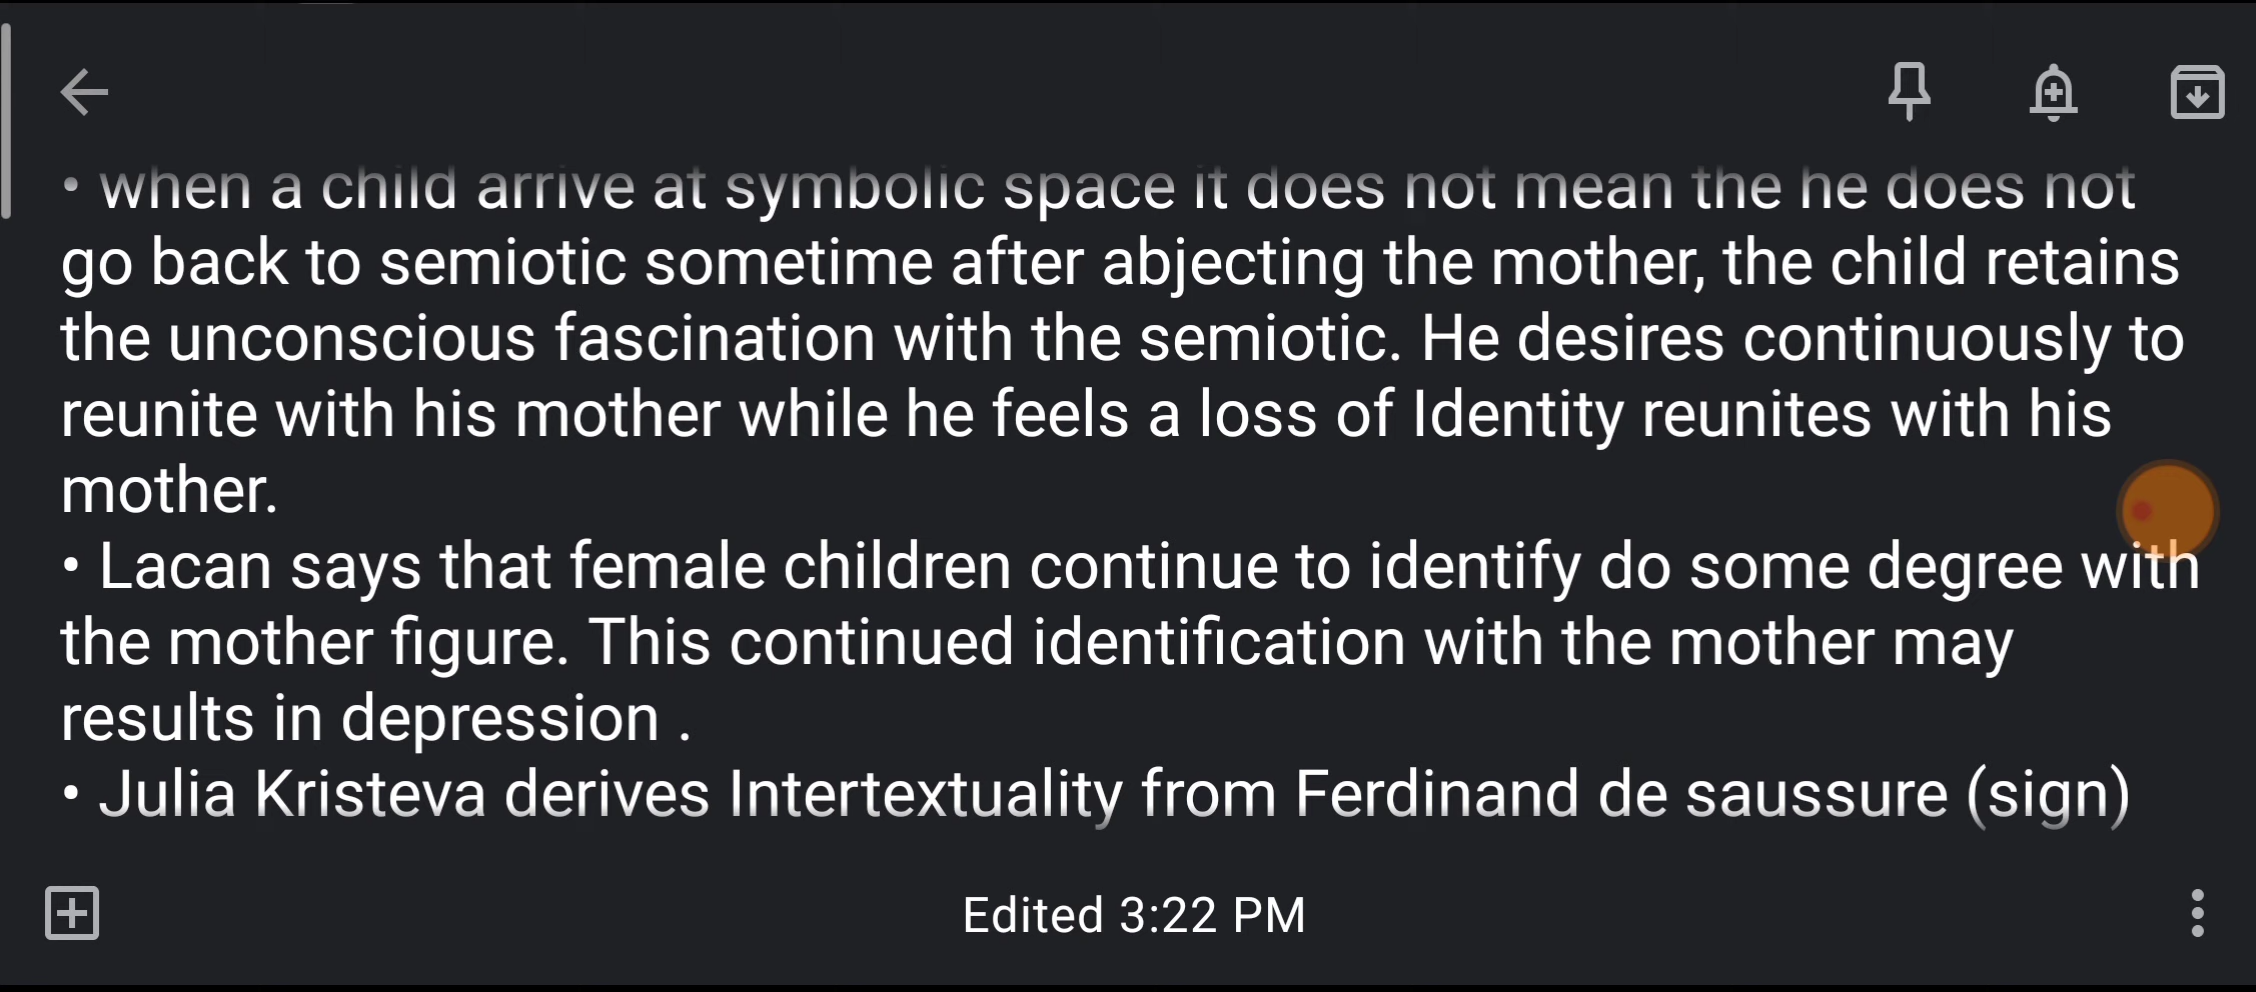 • when a child arrive at symbolic space it does not mean the he does not
go back to semiotic sometime after abjecting the mother, the child retains
the unconscious fascination with the semiotic. He desires continuously to
reunite with his mother while he feels a loss of Identity reunites with his
mother.
• Lacan says that female children continue to identify do some degree with
the mother figure. This continued identification with the mother may
results in depression .
• Julia Kristeva derives Intertextuality from Ferdinand de saussure (sign)
Edited 3:22 PM